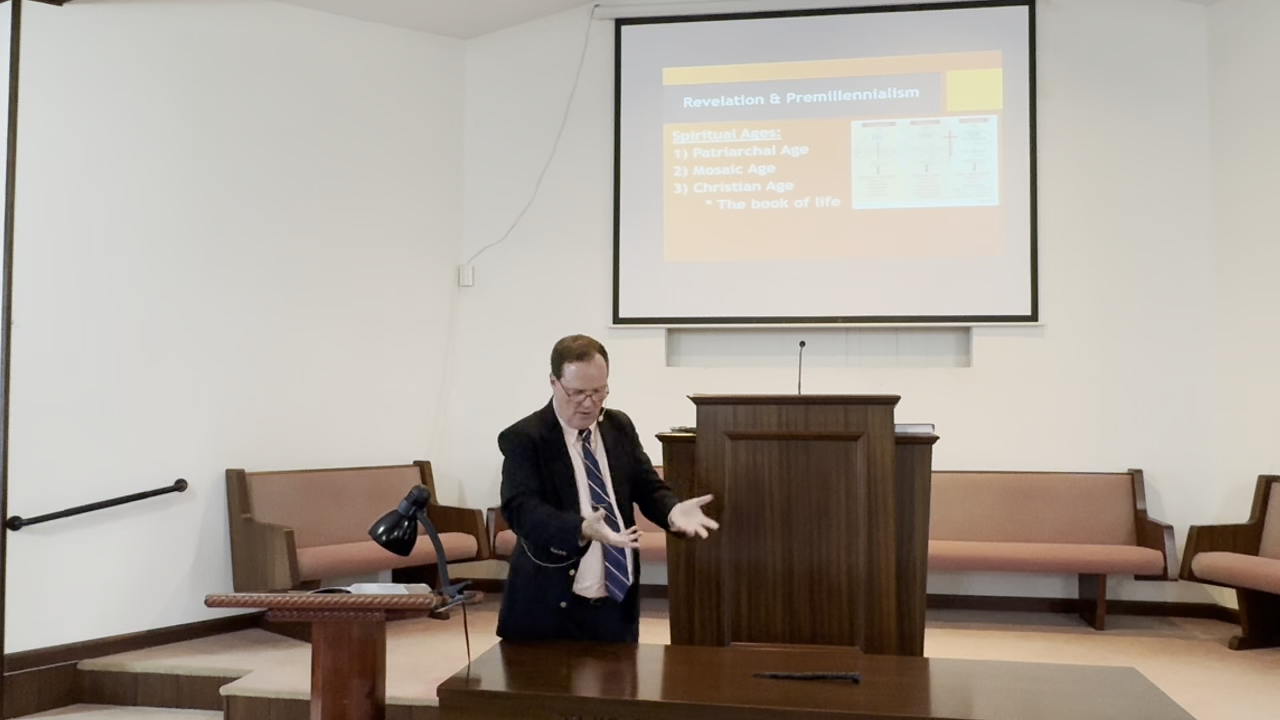 Revelation & Premillennialism
Spiritual Ages:
1) Patriarchal Age
2) Mosaic Age
3) Christian Age
* The book of life